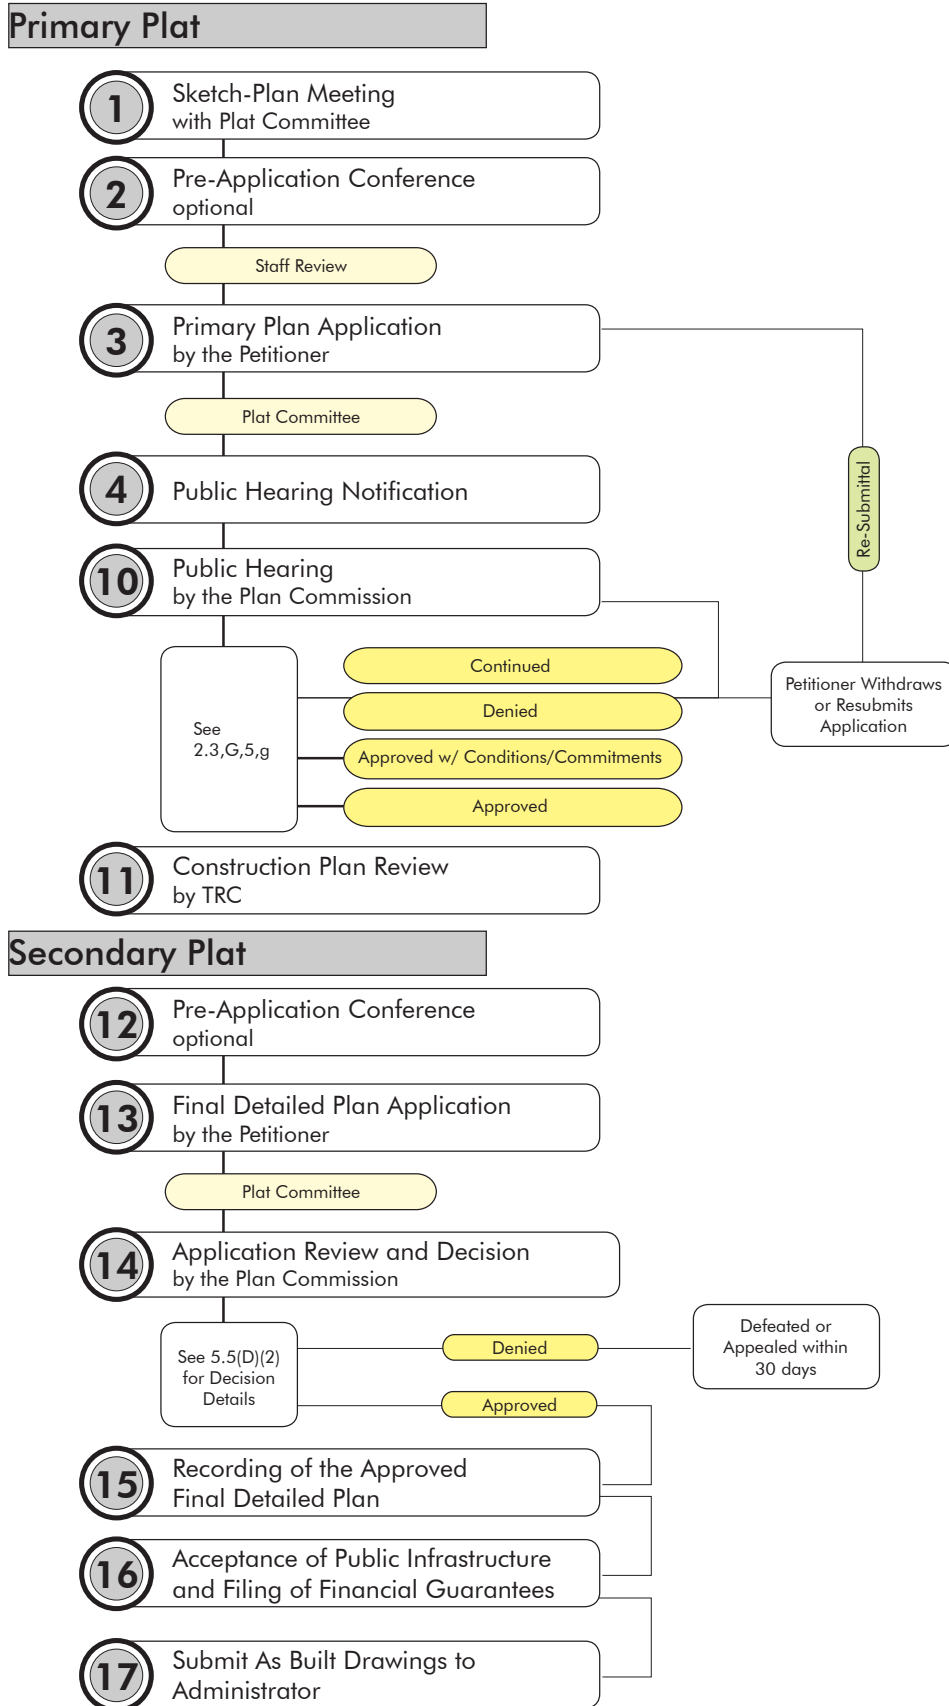 Primary Plat
1
Sketch-Plan Meeting
with Plat Committee
2
Pre-Application Conference
optional
Staff Review
3
Primary Plan Application
by the Petitioner
Plat Committee
4
Public Hearing Notification
Re-Submittal
10
Public Hearing
by the Plan Commission
See
2.3,G,5,g
Continued
Denied
Approved w/ Conditions/Commitments
Approved
Petitioner Withdraws
or Resubmits
Application
11
Construction Plan Review
by TRC
Secondary Plat
12
Pre-Application Conference
optional
13
Final Detailed Plan Application
by the Petitioner
Plat Committee
14
Application Review and Decision
by the Plan Commission
See 5.5(D)(2)
for Decision
Details
Denied
Approved
Defeated or
Appealed within
30 days
15
Recording of the Approved
Final Detailed Plan
16
Acceptance of Public Infrastructure
and Filing of Financial Guarantees
17
Submit As Built Drawings to
Administrator